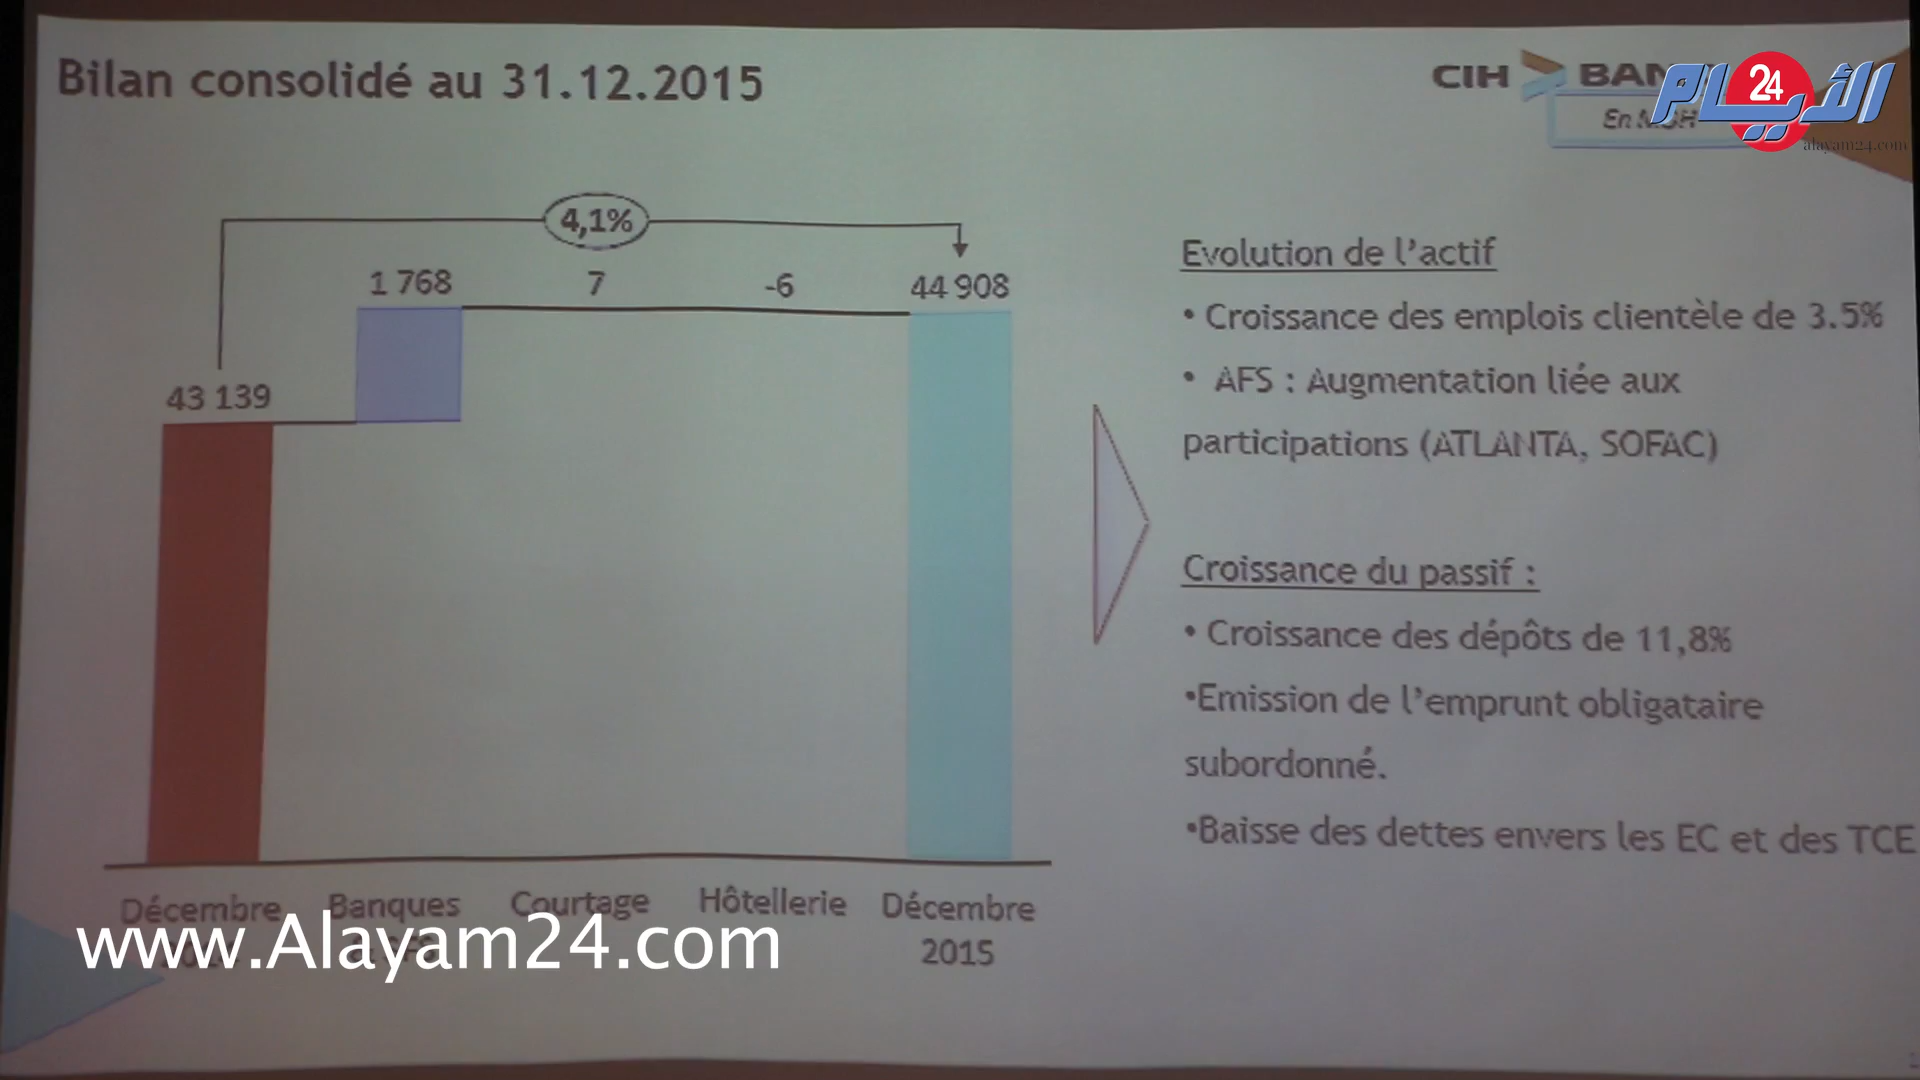 Bilan consolidé au 31.12.2015
CIH BANK
الأيام 24
alayam24.com
4,1%
1 768
7
-6
44 908
43 139
Evolution de l’actif
• Croissance des emplois clientèle de 3.5%
• AFS : Augmentation liée aux
participations (ATLANTA, SOFAC)
Croissance du passif :
• Croissance des dépôts de 11,8%
•Emission de l’emprunt obligataire
subordonné.
•Baisse des dettes envers les EC et des TCE
Décembre
Banques
Courtage
Hôtellerie
Décembre
2015
www.Alayam24.com